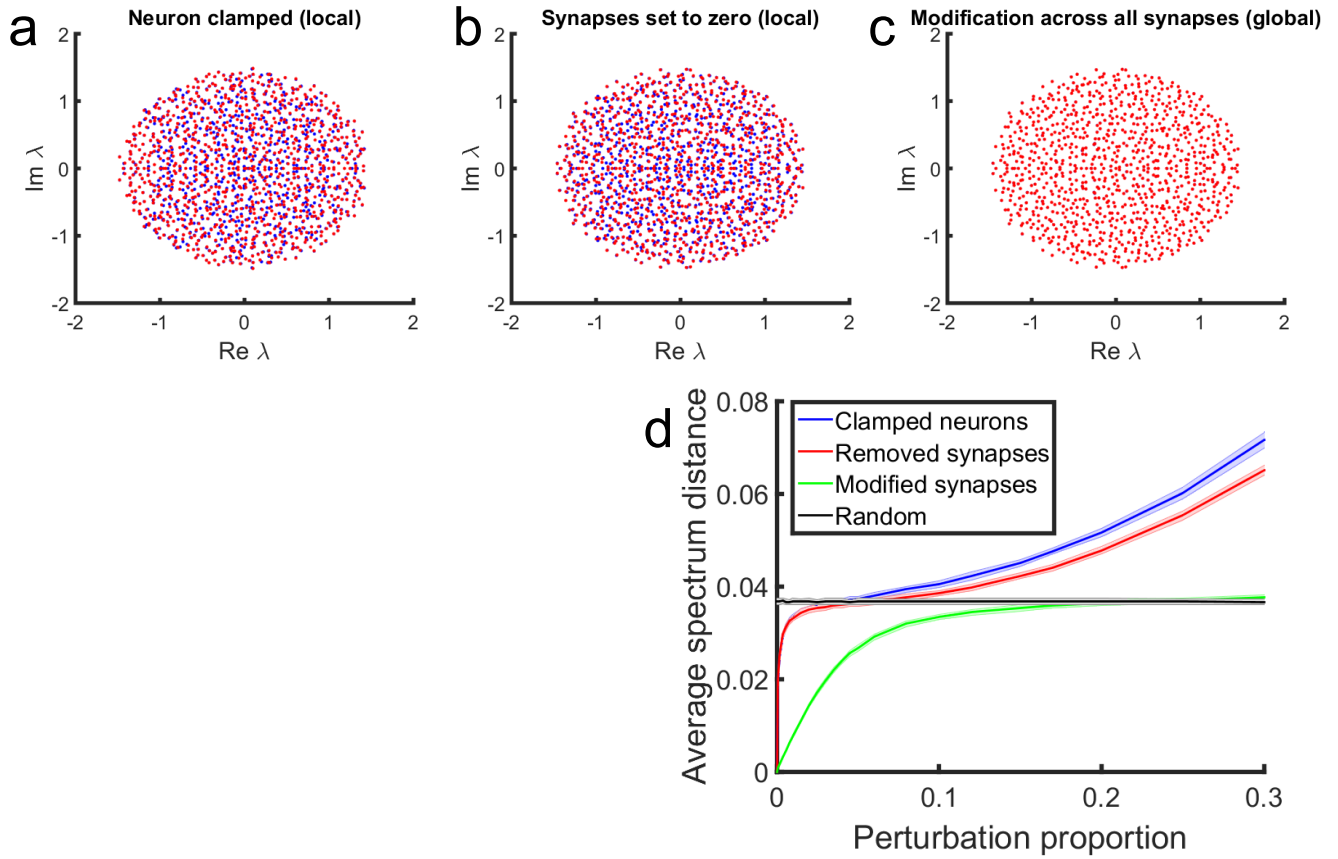 a
Neuron clamped (local)
2
1
0
-1
-2
Im λ
-2
-1
0
1
2
Re λ
b
Synapses set to zero (local)
2
1
0
-1
-2
Im λ
-2
-1
0
1
2
Re λ
c
Modification across all synapses (global)
2
1
0
-1
-2
Im λ
-2
-1
0
1
2
Re λ
d
Average spectrum distance
0.08
0.06
0.04
0.02
0
Clamped neurons
Removed synapses
Modified synapses
Random
0
0.1
0.2
0.3
Perturbation proportion